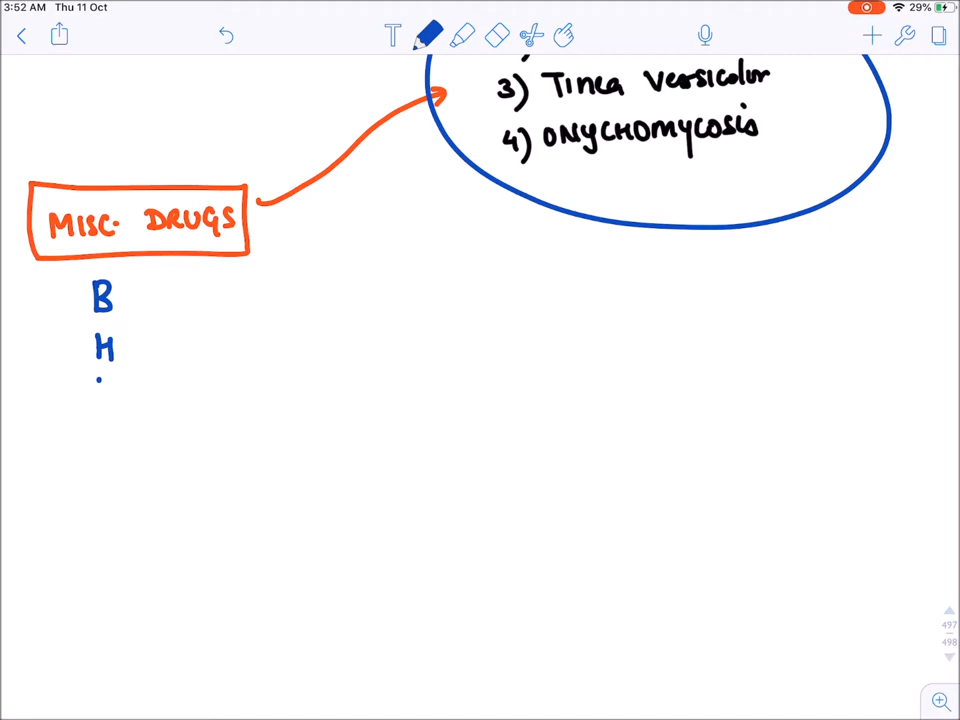 3:52 AM Thu 11 Oct
29%
T
3) Tinea versicolor
4) ONYCHOMYCOSIS
MISC. DRUGS
B
H
497
498